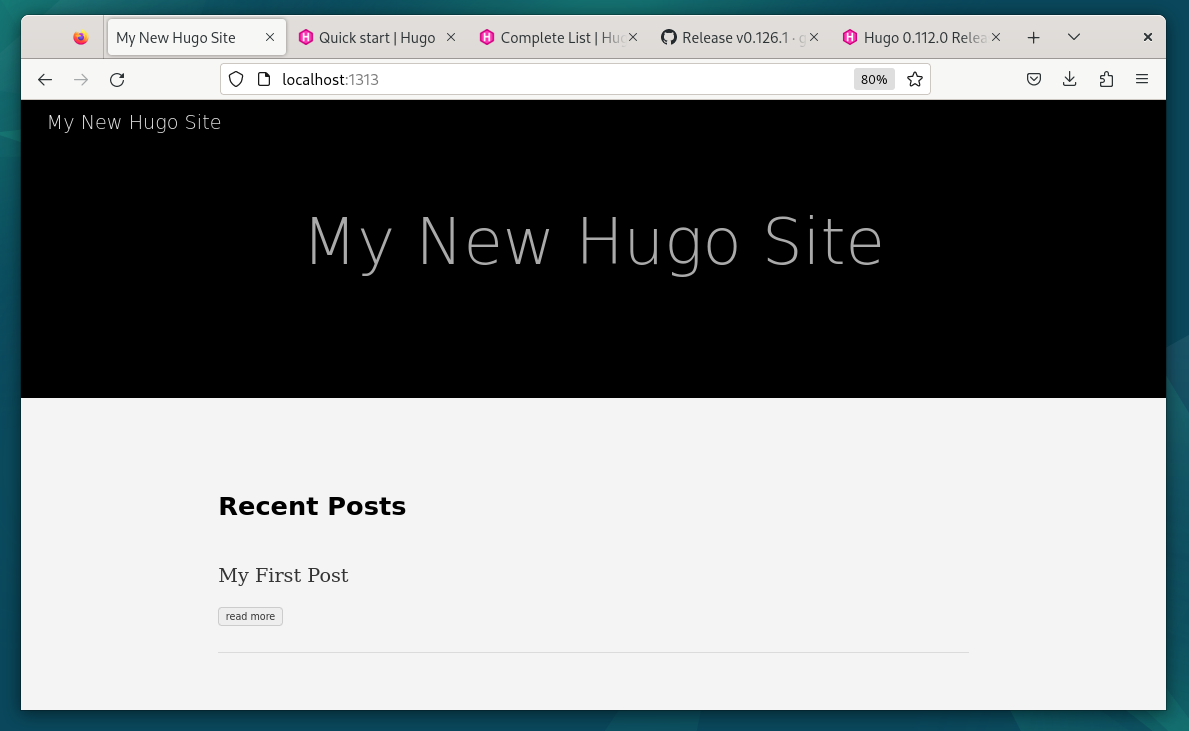 My New Hugo Site
Quick start | Hugo
Complete List | Hug
Release v0.126.1 · g
Hugo 0.112.0 Relea
localhost:1313
80%
My New Hugo Site
My New Hugo Site
Recent Posts
My First Post
read more